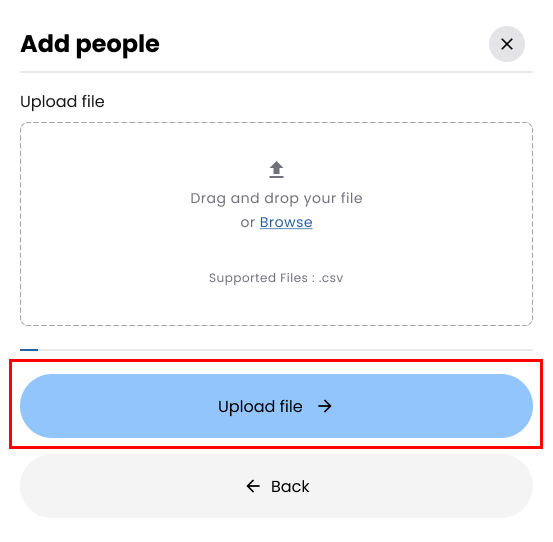 Add people
Upload file
Drag and drop your file
or Browse
Supported Files : .csv
Upload file
Back